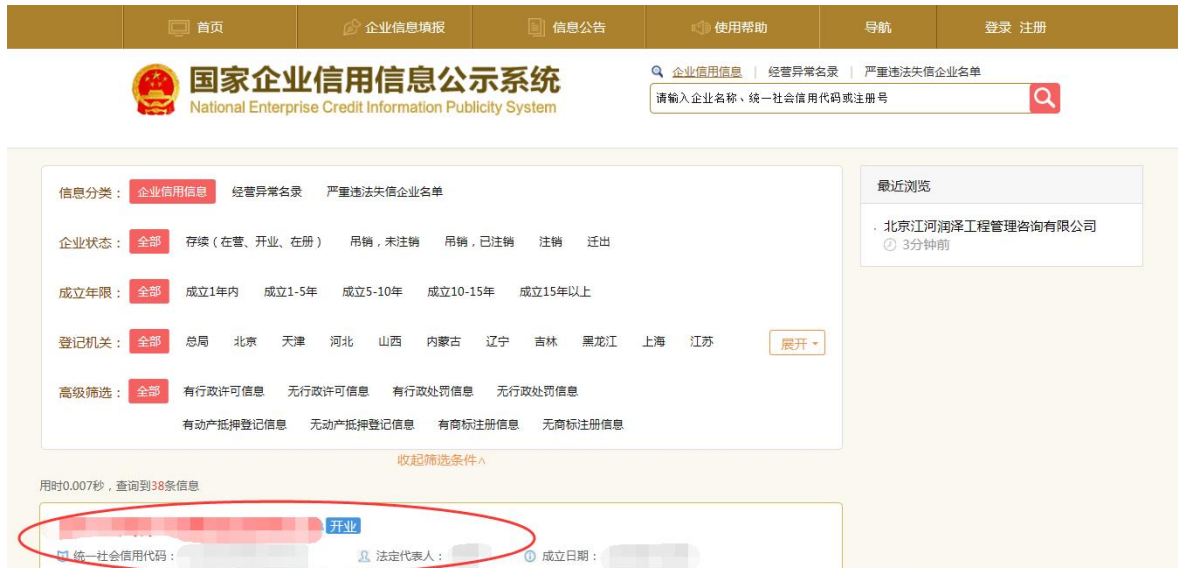 首页 企业信息填报 信息公告 使用帮助 导航 登录 注册
国家企业信用信息公示系统
National Enterprise Credit Information Publicity System
企业信用信息 | 经营异常名录 | 严重违法失信企业名单
请输入企业名称、统一社会信用代码或注册号
信息分类： 企业信用信息 经营异常名录 严重违法失信企业名单
企业状态： 全部 存续（在营、开业、在册） 吊销，未注销 吊销，已注销 注销 迁出
成立年限： 全部 成立1年内 成立1-5年 成立5-10年 成立10-15年 成立15年以上
登记机关： 全部 总局 北京 天津 河北 山西 内蒙古 辽宁 吉林 黑龙江 上海 江苏 展开
高级筛选： 全部 有行政许可信息 无行政许可信息 有行政处罚信息 无行政处罚信息
有动产抵押登记信息 无动产抵押登记信息 有商标注册信息 无商标注册信息
收起筛选条件
最近浏览
北京江河润泽工程管理咨询有限公司
3分钟前
用时0.007秒，查询到38条信息
开业
统一社会信用代码： 法定代表人： 成立日期：